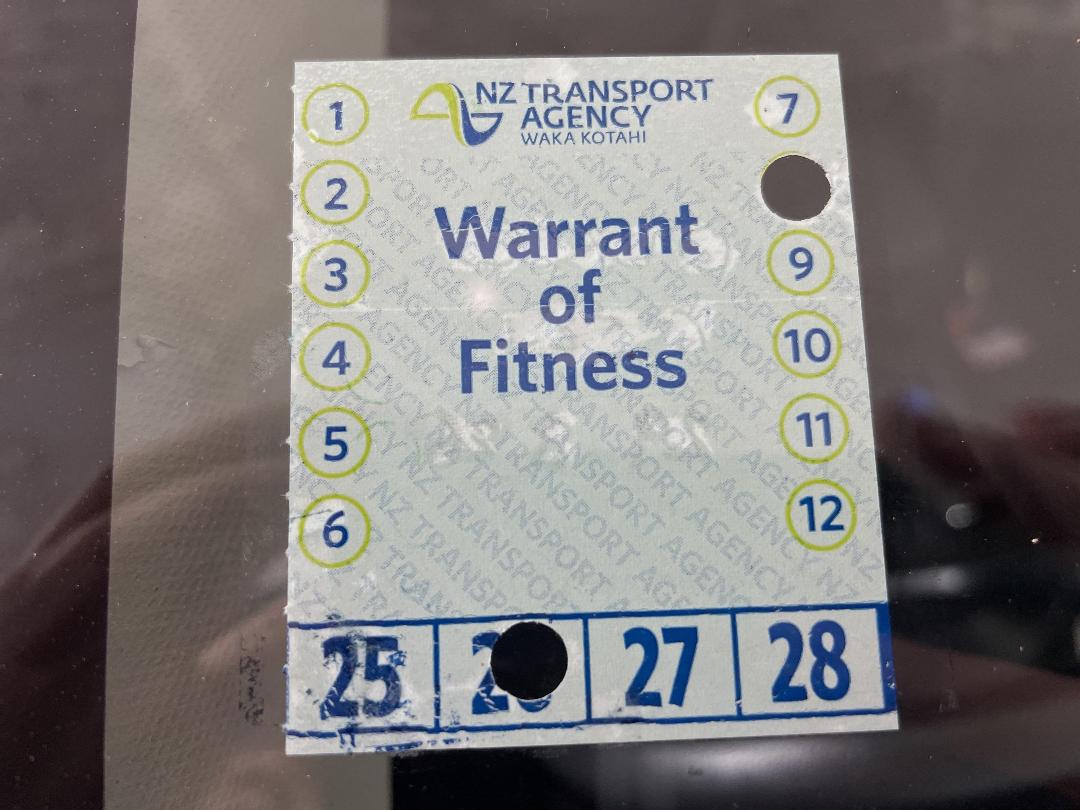 NZ TRANSPORT
AGENCY
WAKA KOTAHI
1
2
3
4
5
6
7
9
10
11
12
Warrant
of
Fitness
25 2 27 28